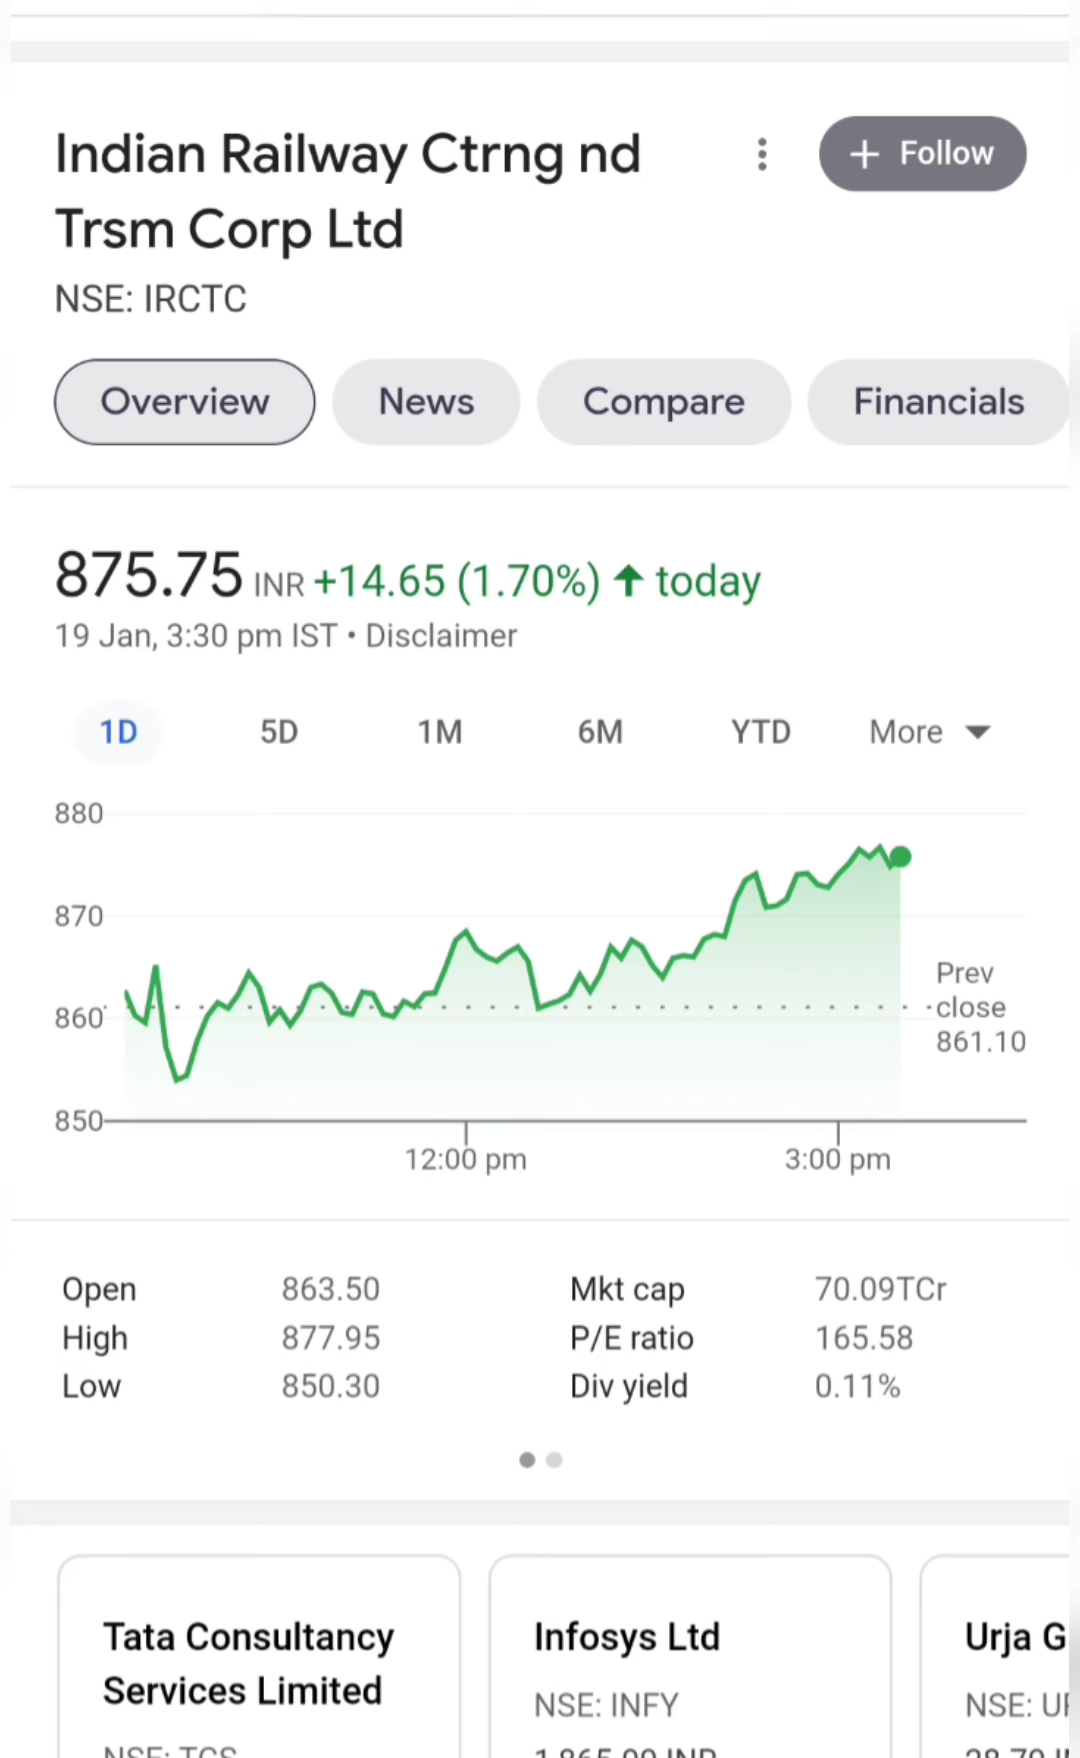 Indian Railway Ctrng nd
Trsm Corp Ltd
+ Follow
NSE: IRCTC
Overview
News
Compare
Financials
875.75 INR +14.65 (1.70%) ↑ today
19 Jan, 3:30 pm IST • Disclaimer
1D
5D
1M
6M
YTD
More
880
870
860
850
Prev
close
861.10
12:00 pm
3:00 pm
Open 863.50
High 877.95
Low 850.30
Mkt cap 70.09TCr
P/E ratio 165.58
Div yield 0.11%
Tata Consultancy
Services Limited
NSE: TCS
Infosys Ltd
NSE: INFY
Urja G
NSE: